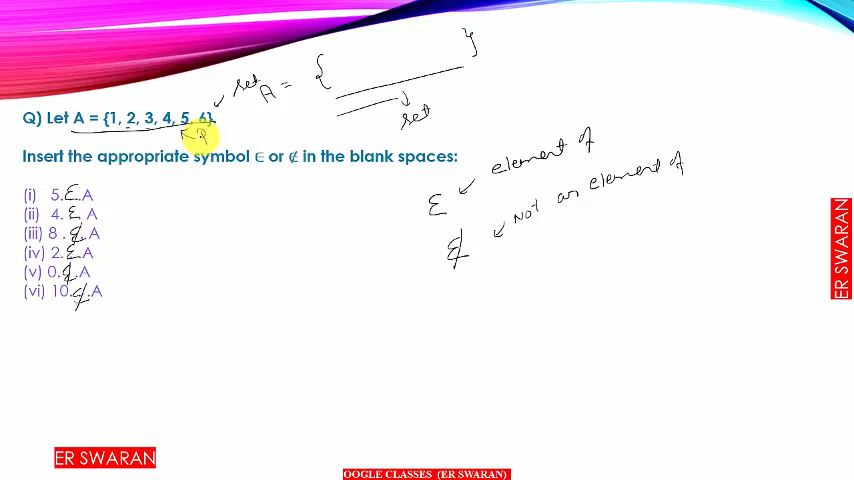 set A = { }
set
Q) Let A = {1, 2, 3, 4, 5, 6}.
Insert the appropriate symbol ∈ or ∉ in the blank spaces:
(i) 5.∈.A
(ii) 4.∈ A
(iii) 8 .∉.A
(iv) 2.∈.A
(v) 0.∉.A
(vi) 10.∉.A
∈ element of
∉ Not an element of
ER SWARAN
ER SWARAN
OOGLE CLASSES (ER SWARAN)